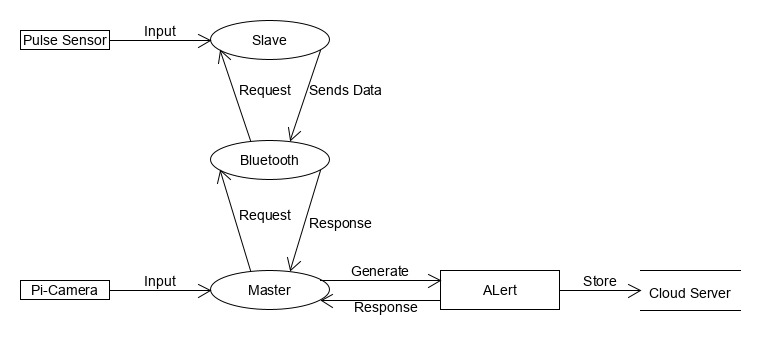 Pulse Sensor
Input
Slave
Request
Sends Data
Bluetooth
Request
Response
Pi-Camera
Input
Master
Generate
Response
ALert
Store
Cloud Server